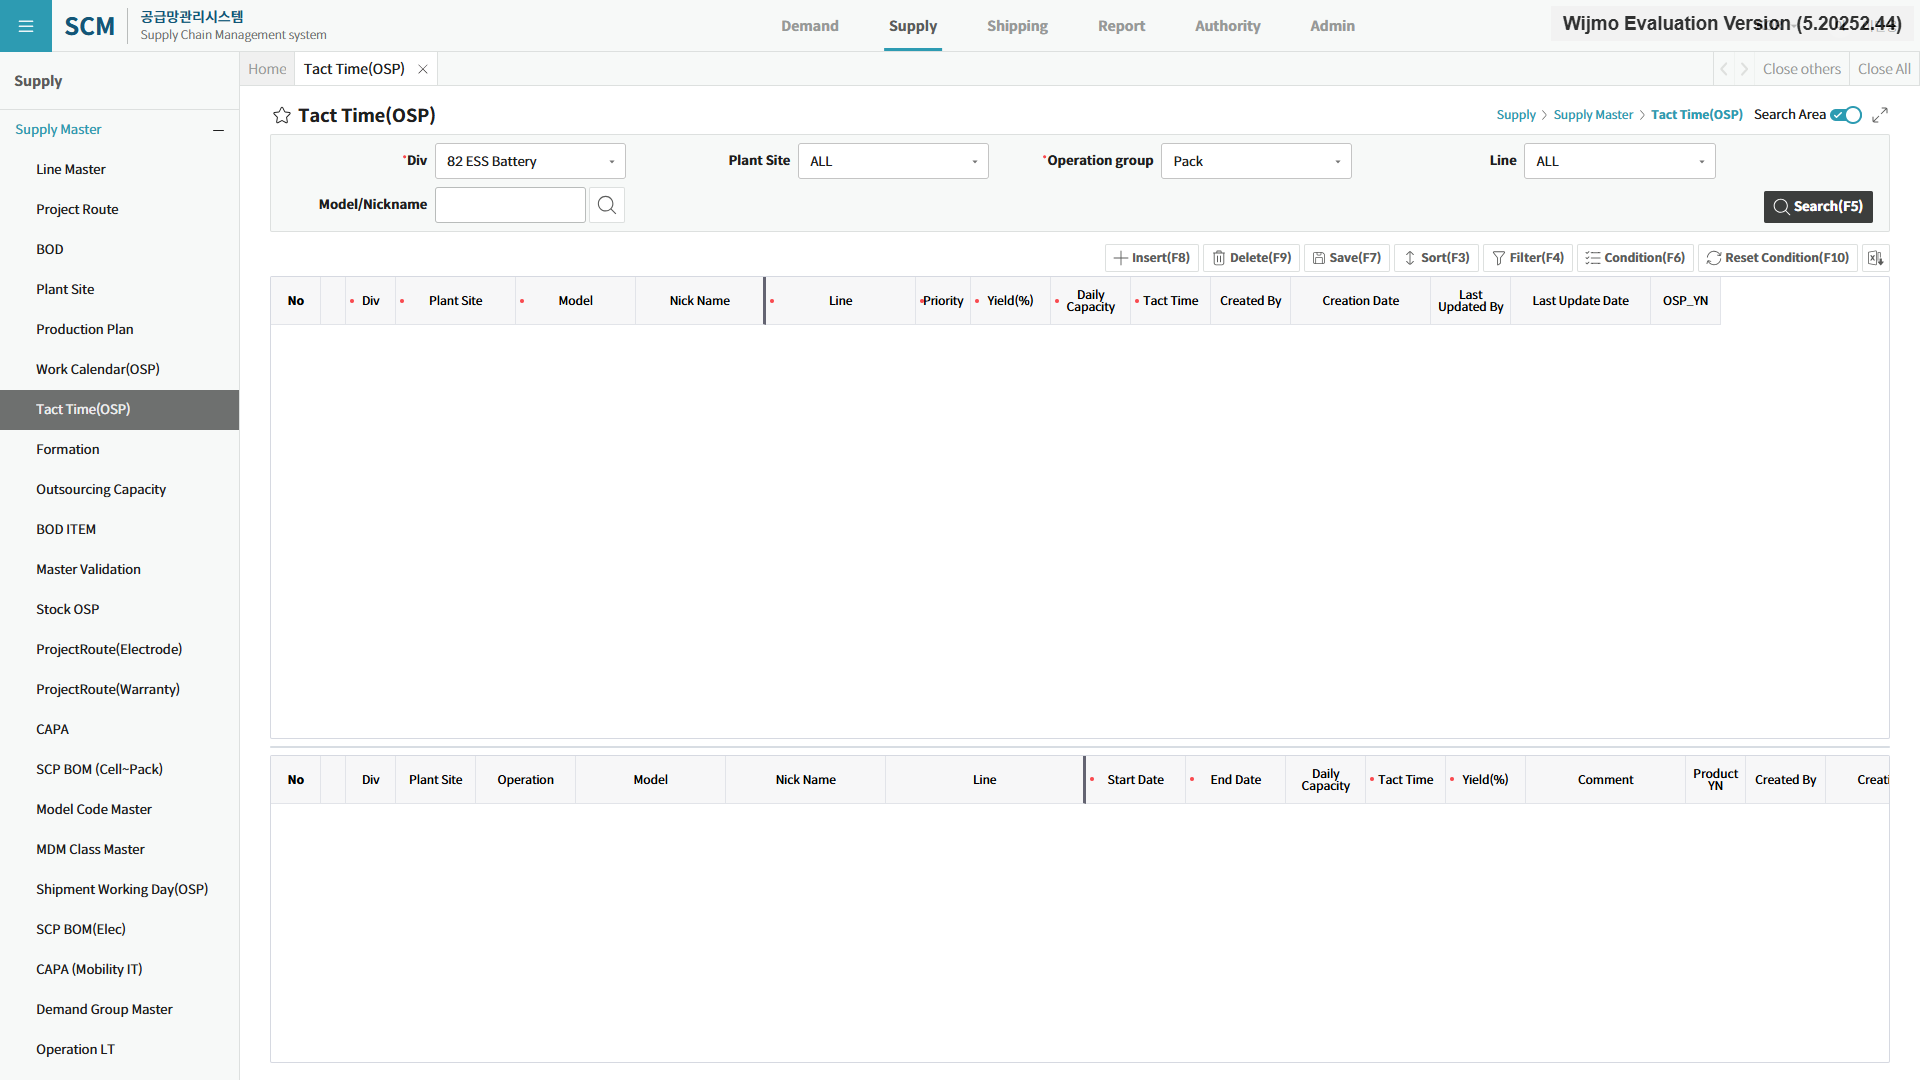 SCM
공급망관리시스템
Supply Chain Management system
Demand
Supply
Shipping
Report
Authority
Admin
Wijmo Evaluation Version (5.20252.44)
Supply
Home
Tact Time(OSP)
Close others
Close All
Supply Master
Line Master
Project Route
BOD
Plant Site
Production Plan
Work Calendar(OSP)
Tact Time(OSP)
Formation
Outsourcing Capacity
BOD ITEM
Master Validation
Stock OSP
ProjectRoute(Electrode)
ProjectRoute(Warranty)
CAPA
SCP BOM (Cell~Pack)
Model Code Master
MDM Class Master
Shipment Working Day(OSP)
SCP BOM(Elec)
CAPA (Mobility IT)
Demand Group Master
Operation LT
Tact Time(OSP)
Supply > Supply Master > Tact Time(OSP)
Search Area
*Div
82 ESS Battery
Plant Site
ALL
*Operation group
Pack
Line
ALL
Model/Nickname
Search(F5)
Insert(F8)
Delete(F9)
Save(F7)
Sort(F3)
Filter(F4)
Condition(F6)
Reset Condition(F10)
No
Div
Plant Site
Model
Nick Name
Line
Priority
Yield(%)
Daily
Capacity
Tact Time
Created By
Creation Date
Last
Updated By
Last Update Date
OSP_YN
No
Div
Plant Site
Operation
Model
Nick Name
Line
Start Date
End Date
Daily
Capacity
Tact Time
Yield(%)
Comment
Product
YN
Created By
Creati